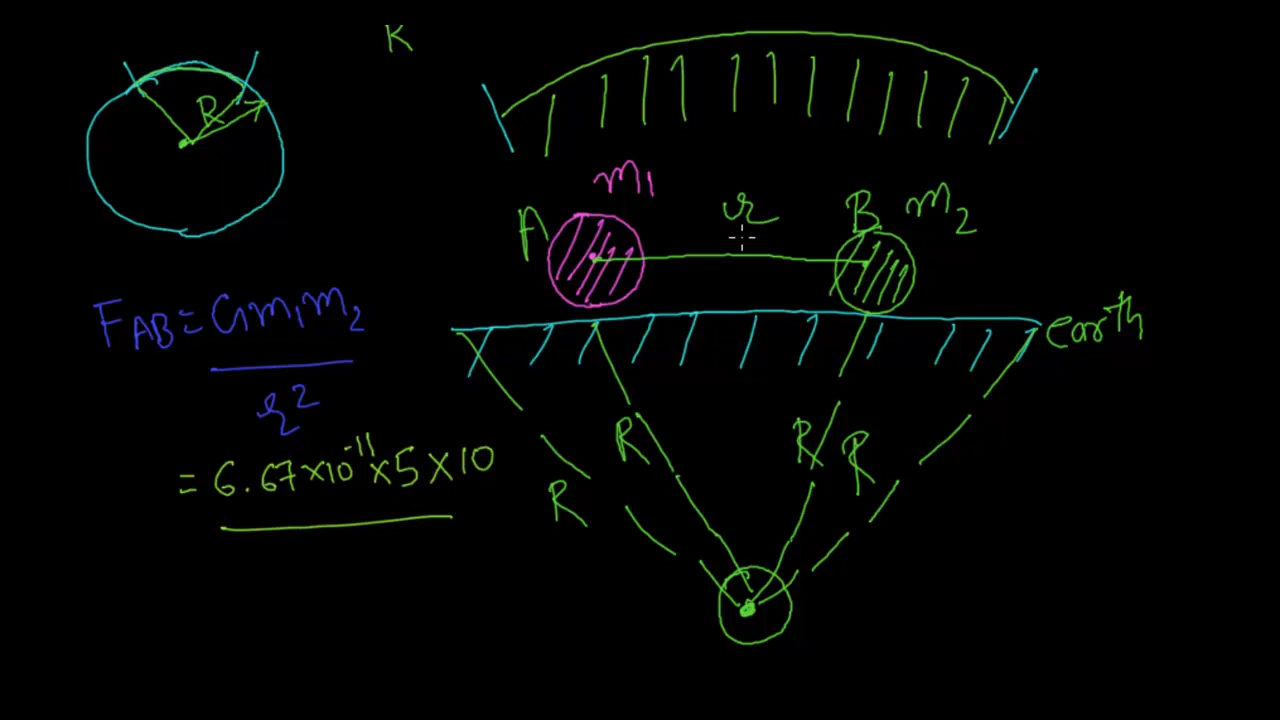 K
R
m1
A
r
B
m2
earth
FAB = Gm1m2
r2
= 6.67×10-11×5×10
R
R
R
R